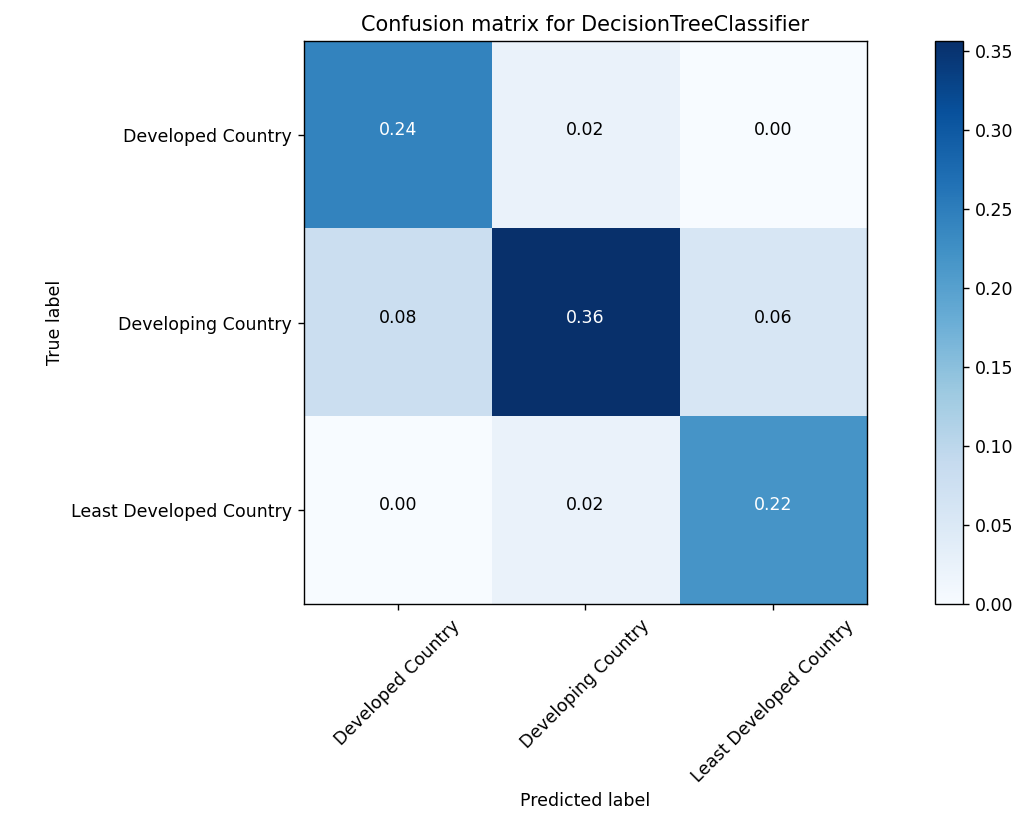 Confusion matrix for DecisionTreeClassifier
True label
Developed Country
0.24 0.02 0.00
Developing Country
0.08 0.36 0.06
Least Developed Country
0.00 0.02 0.22
Developed Country
Developing Country
Least Developed Country
Predicted label
0.35
0.30
0.25
0.20
0.15
0.10
0.05
0.00